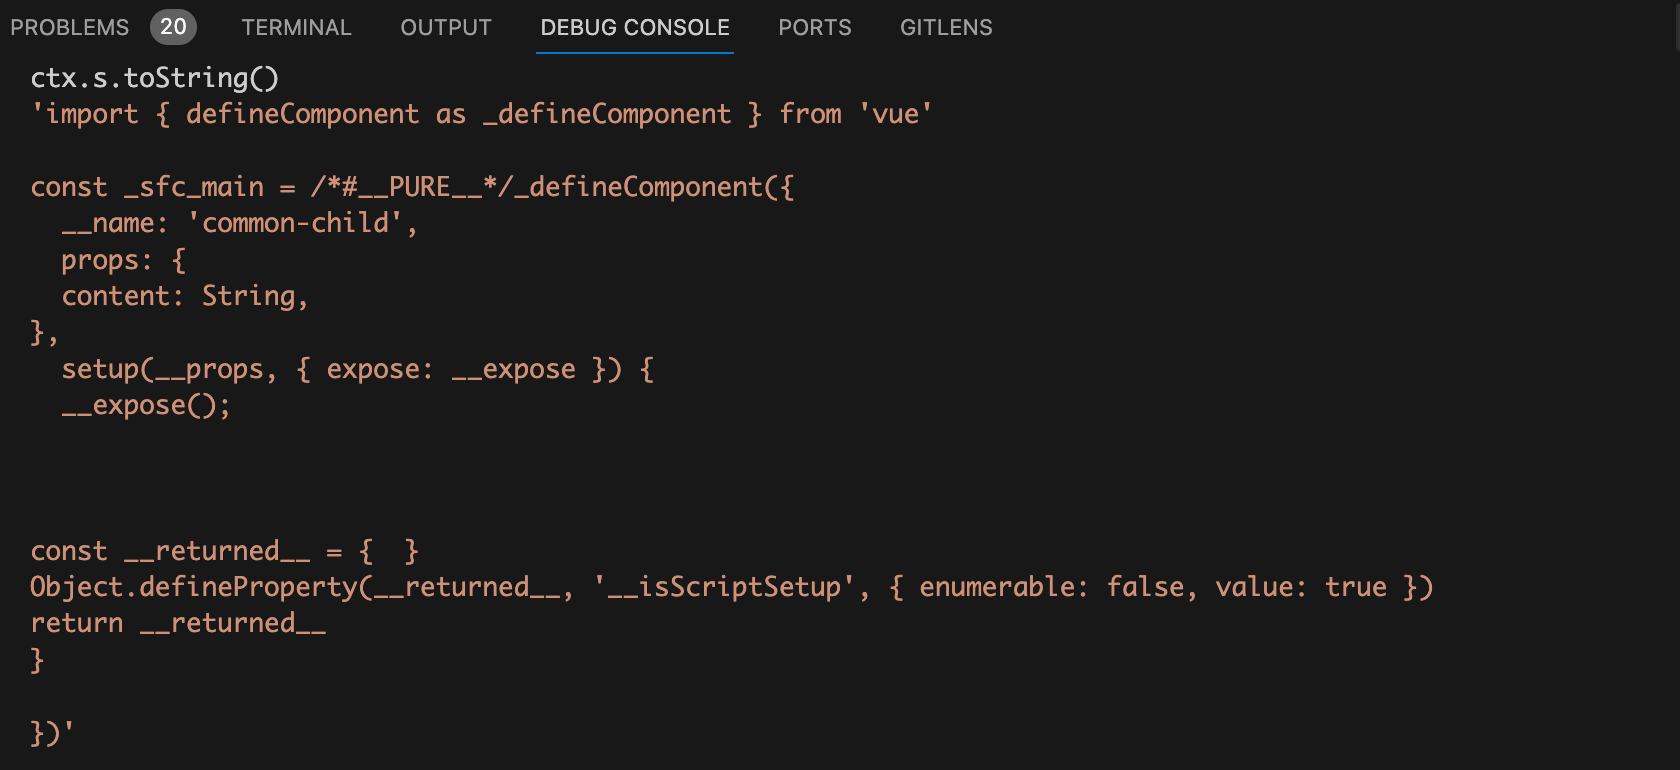 PROBLEMS 20 TERMINAL OUTPUT DEBUG CONSOLE PORTS GITLENS
ctx.s.toString()
'import { defineComponent as _defineComponent } from 'vue'

const _sfc_main = /*#__PURE__*/_defineComponent({
  __name: 'common-child',
  props: {
  content: String,
},
  setup(__props, { expose: __expose }) {
  __expose();

const __returned__ = {  }
Object.defineProperty(__returned__, '__isScriptSetup', { enumerable: false, value: true })
return __returned__
}

})'